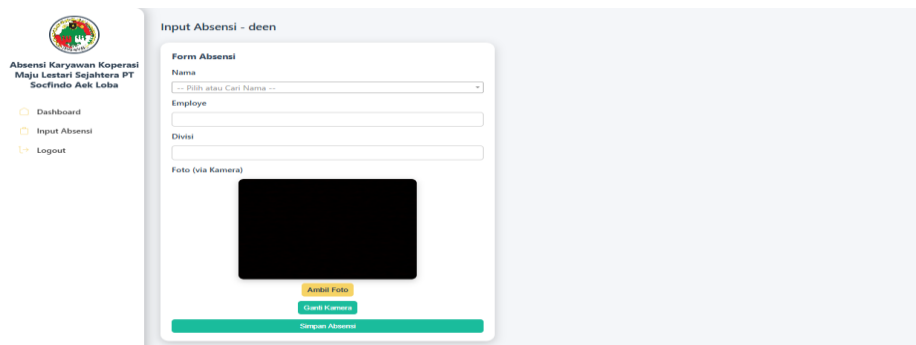 Absensi Karyawan Koperasi
Maju Lestari Sejahtera PT
Socfindo Aek Loba
Dashboard
Input Absensi
Logout
Input Absensi - deen
Form Absensi
Nama
-- Pilih atau Cari Nama --
Employe
Divisi
Foto (via Kamera)
Ambil Foto
Ganti Kamera
Simpan Absensi